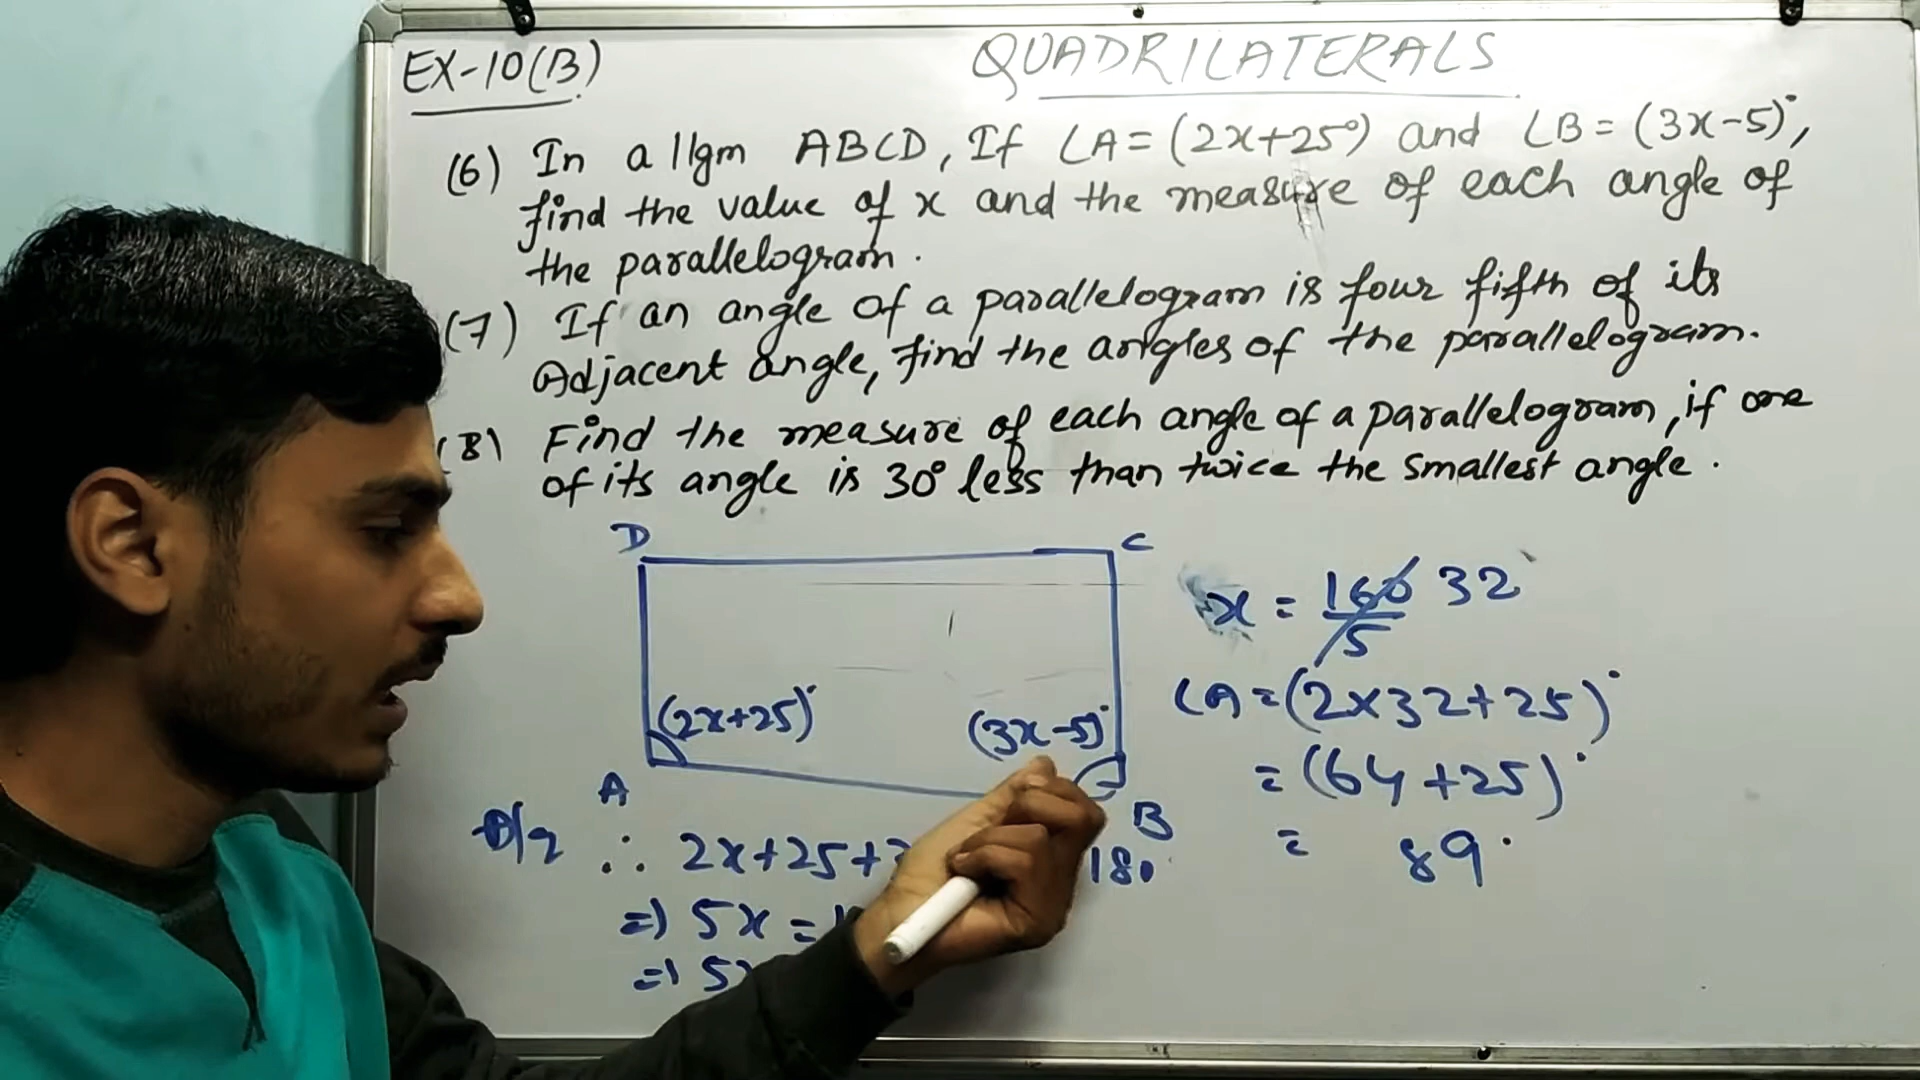 EX-10(B)
QUADRILATERALS
(6) In a ||gm ABCD, If ∠A = (2x+25°) and ∠B = (3x-5)°,
find the value of x and the measure of each angle of
the parallelogram.
(7) If an angle of a parallelogram is four fifth of its
Adjacent angle, find the angles of the parallelogram.
(8) Find the measure of each angle of a parallelogram, if one
of its angle is 30° less than twice the smallest angle.
D C
(2x+25)° (3x-5)°
A B
∴ 2x+25+ 180
=) 5x =
=) 5x
x = 160/5 32
∠A = (2x32+25)°
= (64+25)°
= 89°